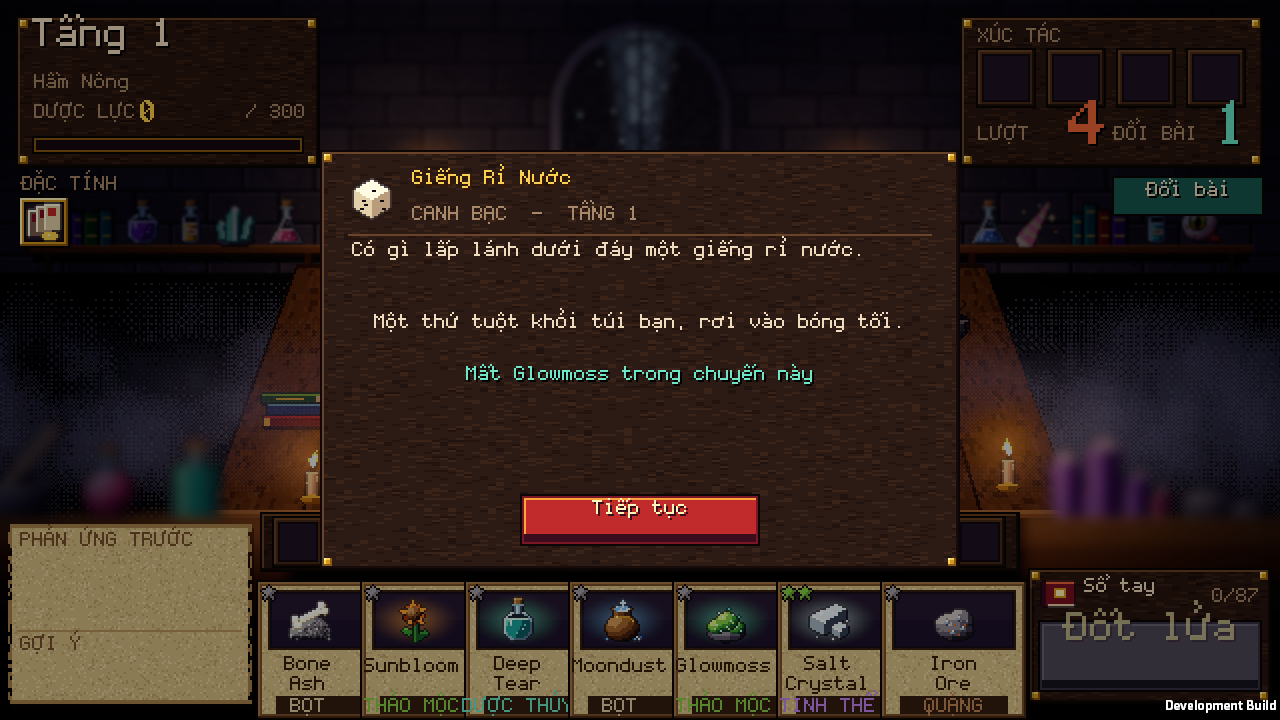 Tầng 1
Hầm Nông
DƯỢC LỰC 0 / 300
ĐẶC TÍNH
XÚC TÁC
LƯỢT 4 ĐỔI BÀI 1
Đổi bài
Giếng Rỉ Nước
CANH BẠC – TẦNG 1
Có gì lấp lánh dưới đáy một giếng rỉ nước.
Một thứ tuột khỏi túi bạn, rơi vào bóng tối.
Mất Glowmoss trong chuyến này
Tiếp tục
PHẢN ỨNG TRƯỚC
GỢI Ý
Bone Ash
BỘT
Sunbloom
THẢO MỘC
Deep Tear
DƯỢC THỦY
Moondust
BỘT
Glowmoss
THẢO MỘC
Salt Crystal
TINH THỂ
Iron Ore
QUẶNG
Sổ tay
0/87
Đốt lửa
Development Build